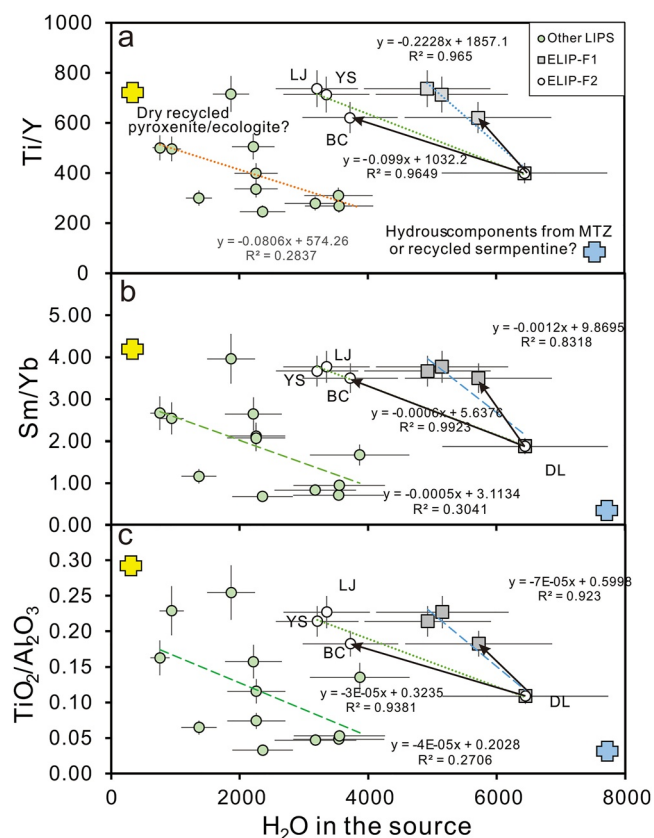 a
1000
800
600
400
200
0
Ti/Y
Other LIPS
ELIP-F1
ELIP-F2
y = -0.2228x + 1857.1
R² = 0.965
LJ
YS
BC
Dry recycled
pyroxenite/ecologite?
y = -0.099x + 1032.2
R² = 0.9649
y = -0.0806x + 574.26
R² = 0.2837
Hydrouscomponents from MTZ
or recycled sermpentine?
b
5.00
4.00
3.00
2.00
1.00
0.00
Sm/Yb
y = -0.0012x + 9.8695
R² = 0.8318
LJ
YS
BC
y = -0.0006x + 5.6376
R² = 0.9923
DL
y = -0.0005x + 3.1134
R² = 0.3041
c
0.30
0.25
0.20
0.15
0.10
0.05
0.00
TiO₂/Al₂O₃
y = -7E-05x + 0.5998
R² = 0.923
LJ
YS
BC
DL
y = -3E-05x + 0.3235
R² = 0.9381
y = -4E-05x + 0.2028
R² = 0.2706
0
2000
4000
6000
8000
H₂O in the source